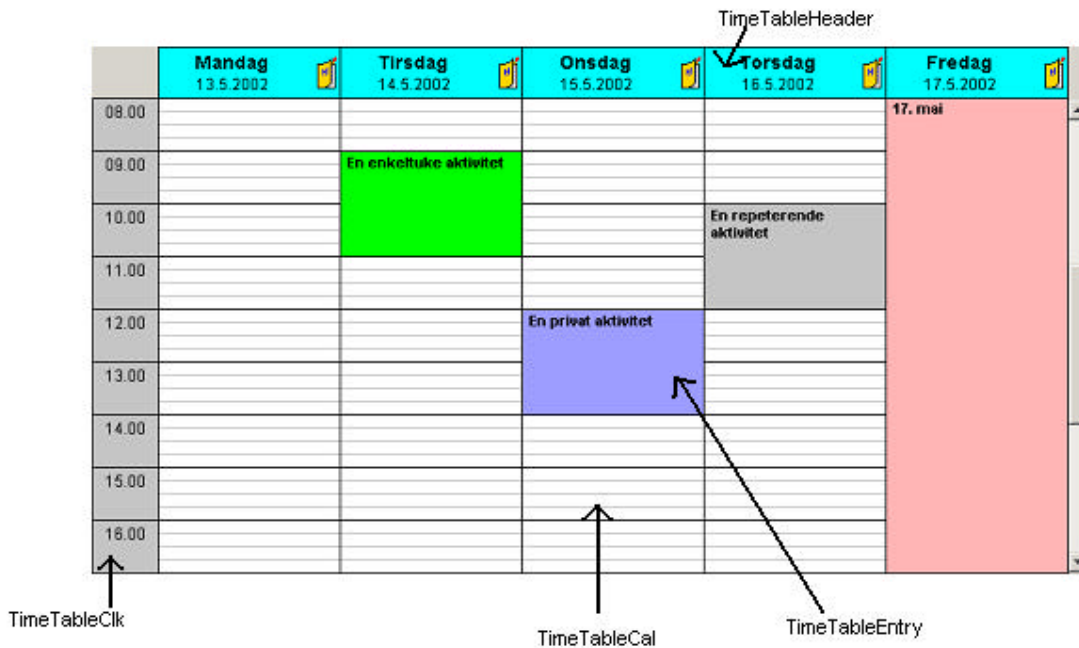 TimeTableHeader
Mandag
13.5.2002
Tirsdag
14.5.2002
Onsdag
15.5.2002
Torsdag
16.5.2002
Fredag
17.5.2002
08.00
17. mai
09.00
En enkeltuke aktivitet
10.00
En repeterende
aktivitet
11.00
12.00
En privat aktivitet
13.00
14.00
15.00
16.00
TimeTableClk
TimeTableCal
TimeTableEntry